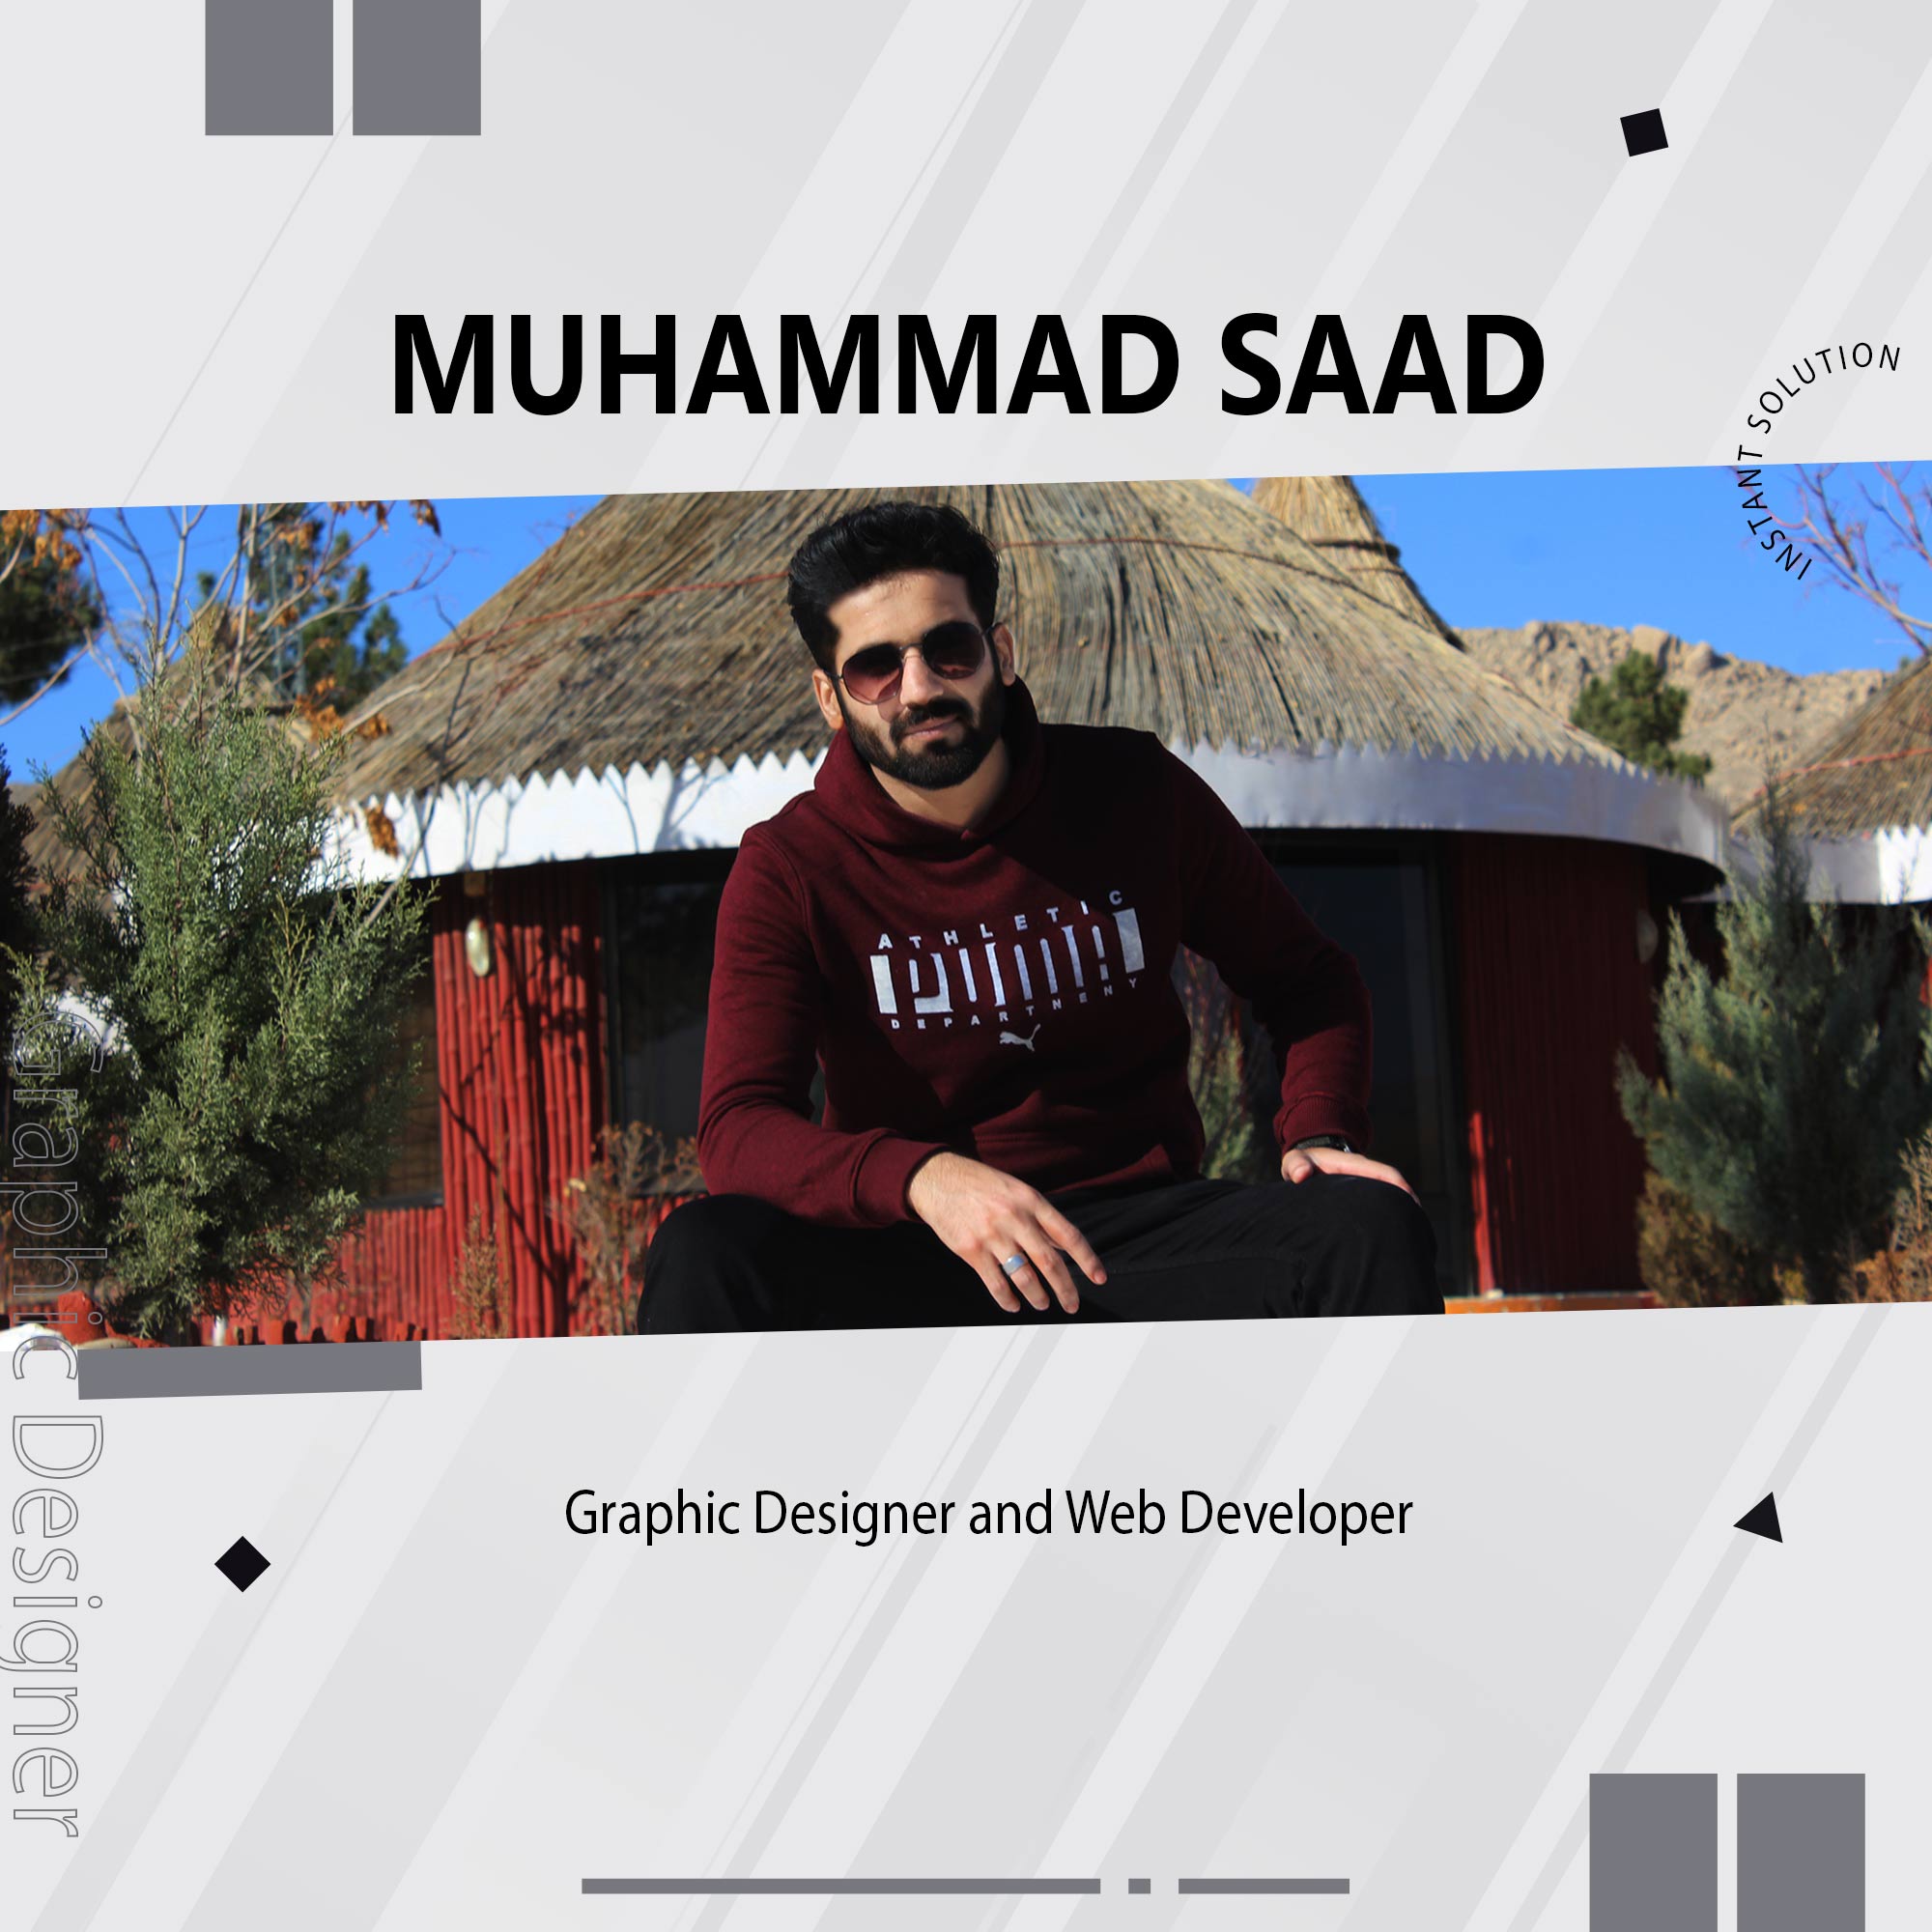 MUHAMMAD SAAD
INSTANT SOLUTION
ATHLETIC
DEPARTNENY
Graphic Designer
Graphic Designer and Web Developer